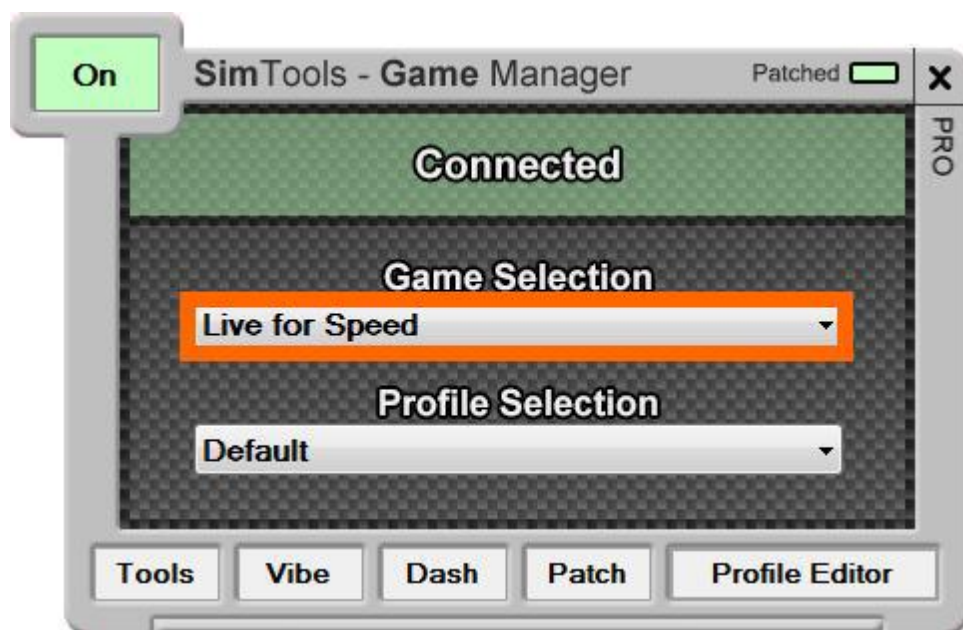 On
SimTools - Game Manager
Patched
X
PRO
Connected
Game Selection
Live for Speed
Profile Selection
Default
Tools
Vibe
Dash
Patch
Profile Editor